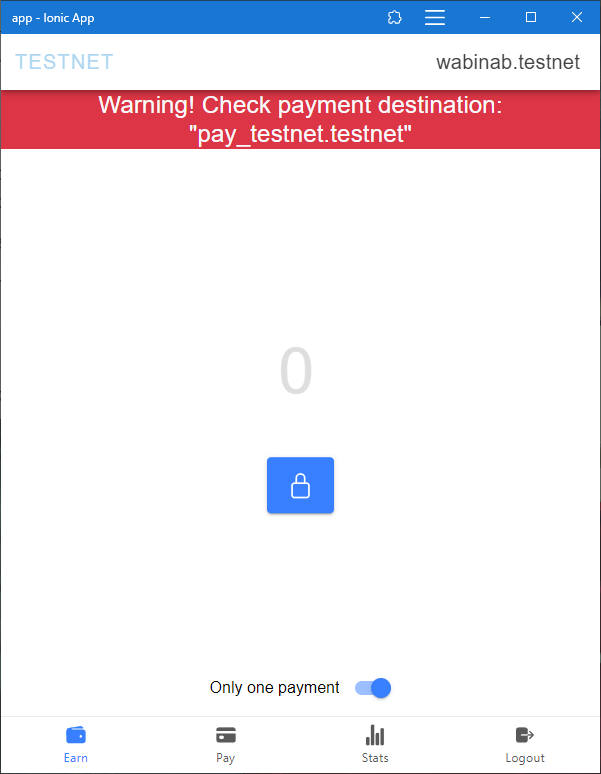 app - Ionic App
TESTNET
wabinab.testnet
Warning! Check payment destination:
"pay_testnet.testnet"
0
Only one payment
Earn
Pay
Stats
Logout